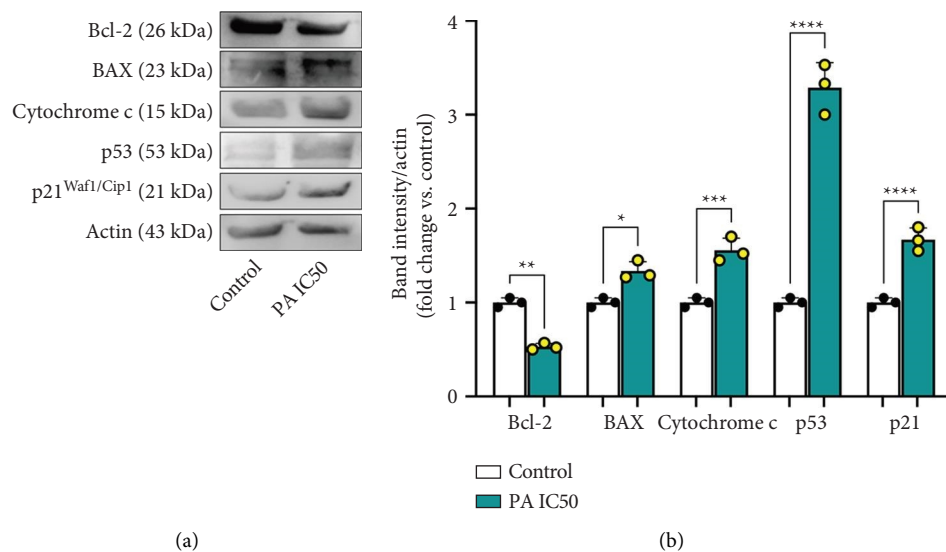 Bcl-2 (26 kDa)
BAX (23 kDa)
Cytochrome c (15 kDa)
p53 (53 kDa)
p21Waf1/Cip1 (21 kDa)
Actin (43 kDa)
Control
PA IC50
(a)
Band intensity/actin
(fold change vs. control)
4
3
2
1
0
**
*
***
****
****
Bcl-2
BAX
Cytochrome c
p53
p21
Control
PA IC50
(b)